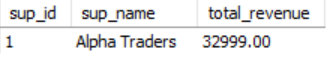 sup_id sup_name total_revenue
1 Alpha Traders 32999.00